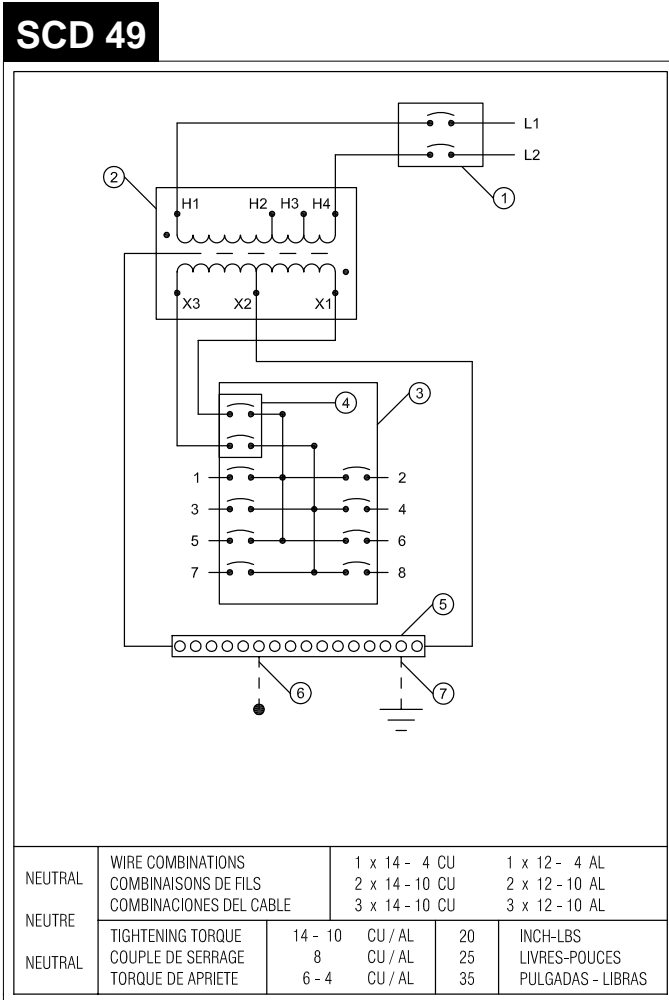 SCD 49
L1
L2
1
2
H1 H2 H3 H4
X3 X2 X1
4
3
1 2
3 4
5 6
7 8
5
6 7
NEUTRAL
NEUTRE
NEUTRAL
WIRE COMBINATIONS 1 x 14 - 4 CU 1 x 12 - 4 AL
COMBINAISONS DE FILS 2 x 14 - 10 CU 2 x 12 - 10 AL
COMBINACIONES DEL CABLE 3 x 14 - 10 CU 3 x 12 - 10 AL
TIGHTENING TORQUE 14 - 10 CU / AL 20 INCH-LBS
COUPLE DE SERRAGE 8 CU / AL 25 LIVRES-POUCES
TORQUE DE APRIETE 6 - 4 CU / AL 35 PULGADAS - LIBRAS